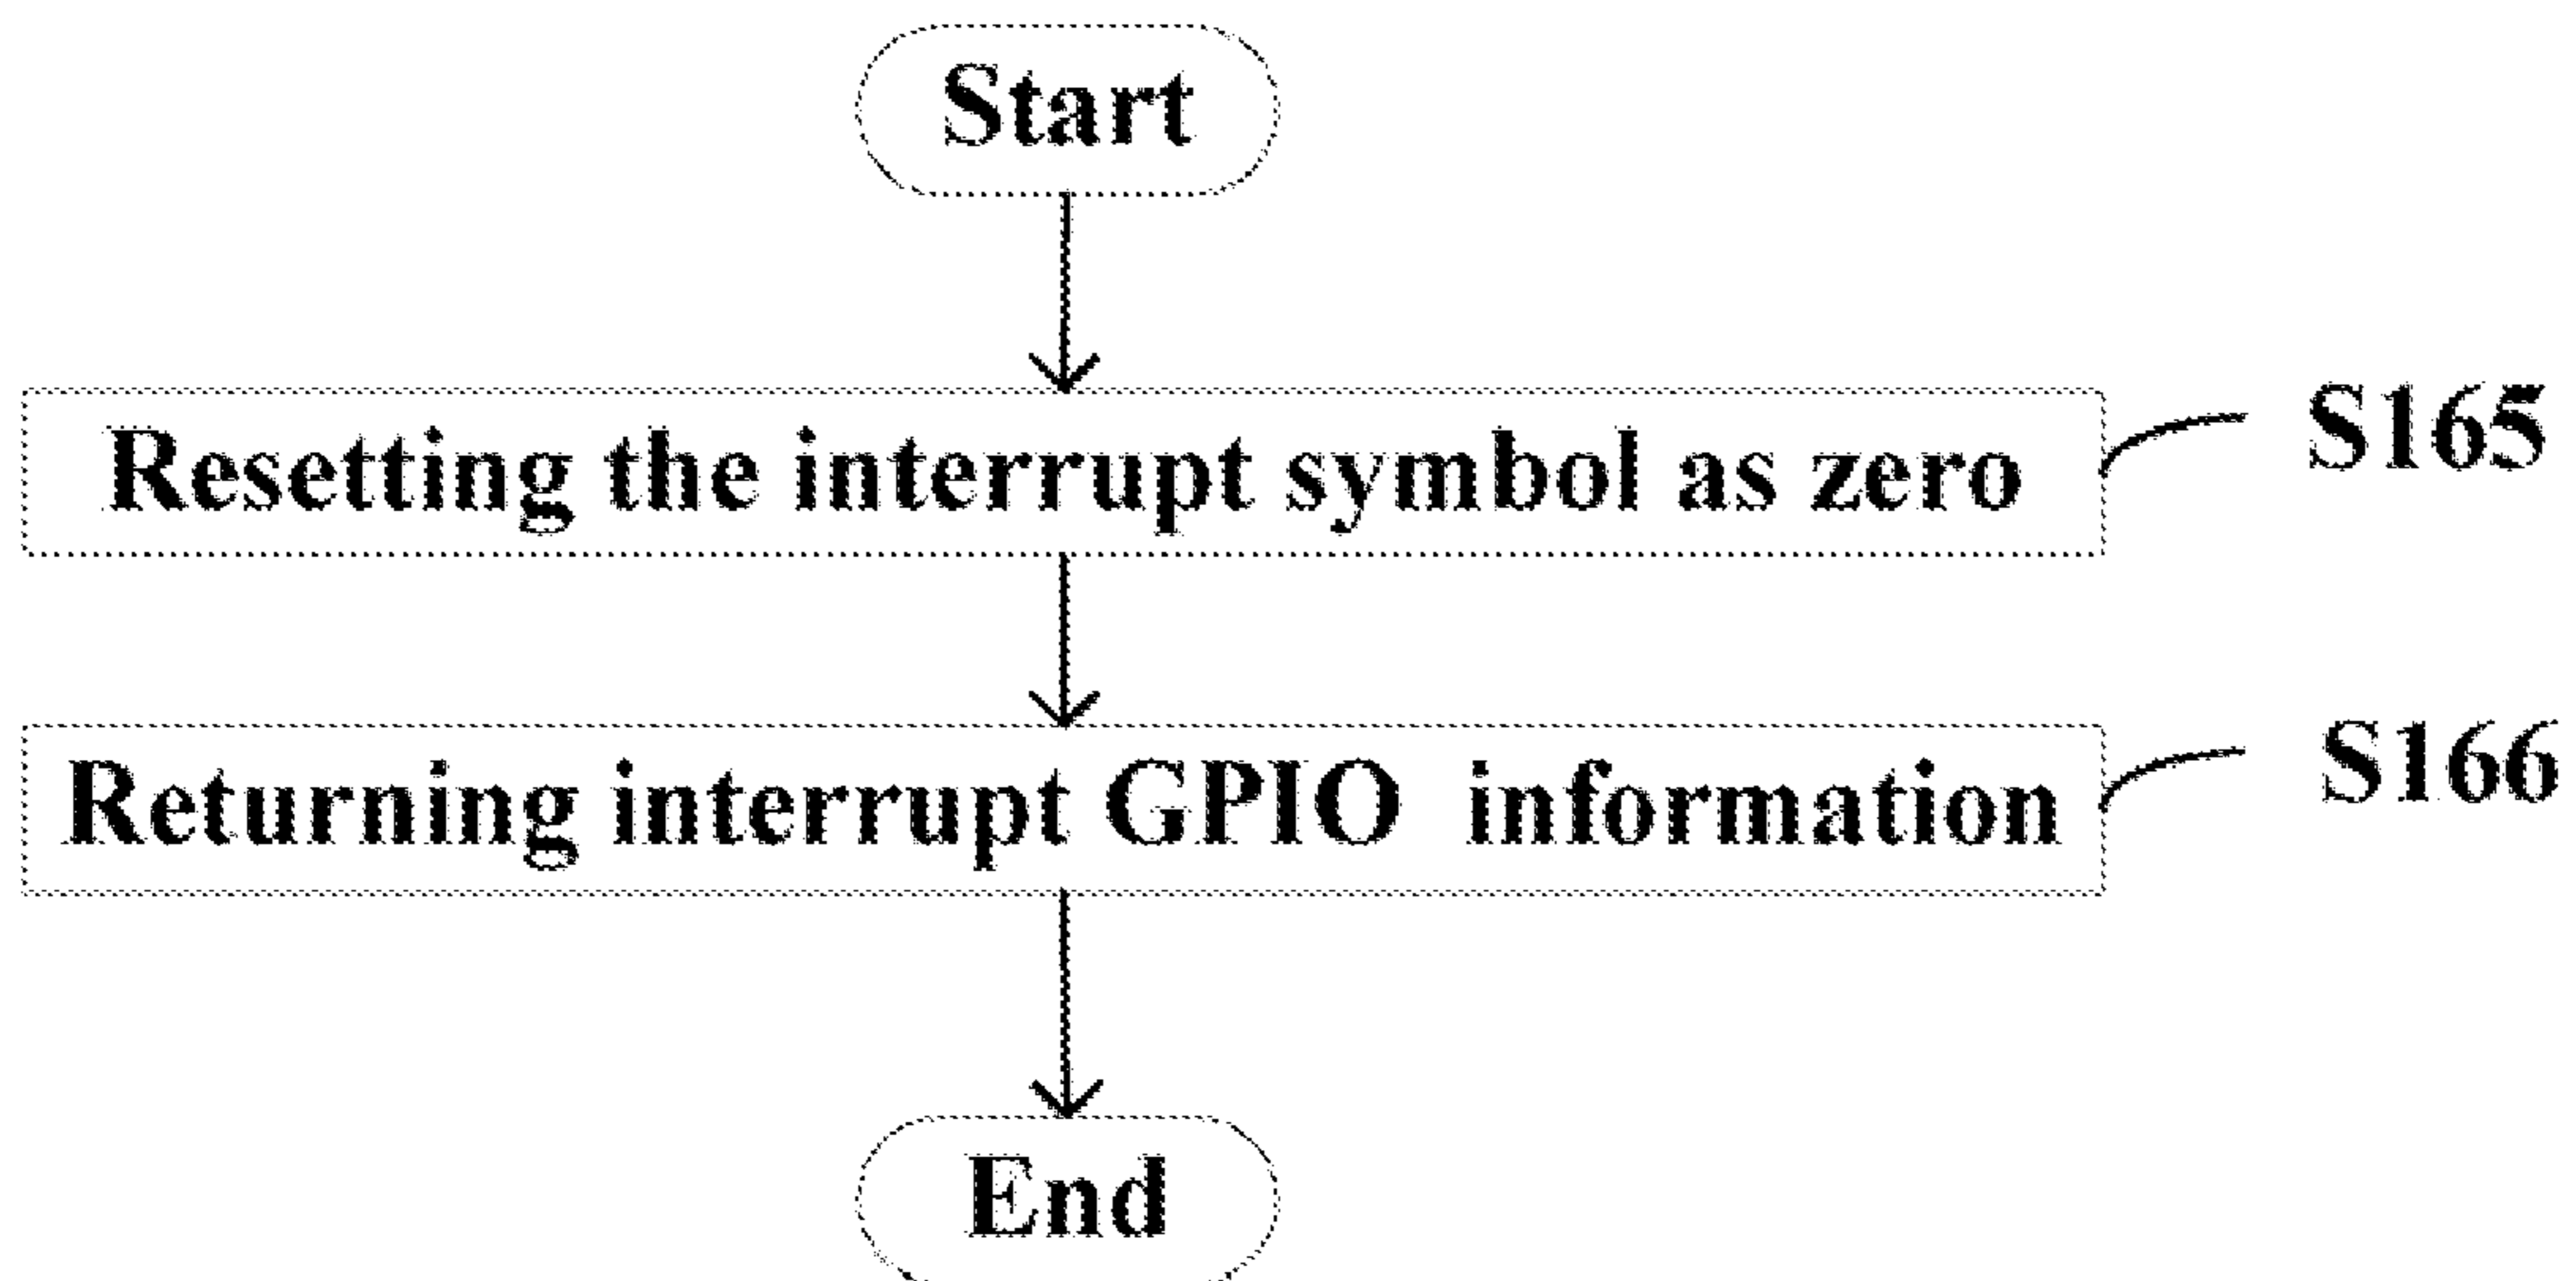 Start
Resetting the interrupt symbol as zero
S165
Returning interrupt GPIO information
S166
End